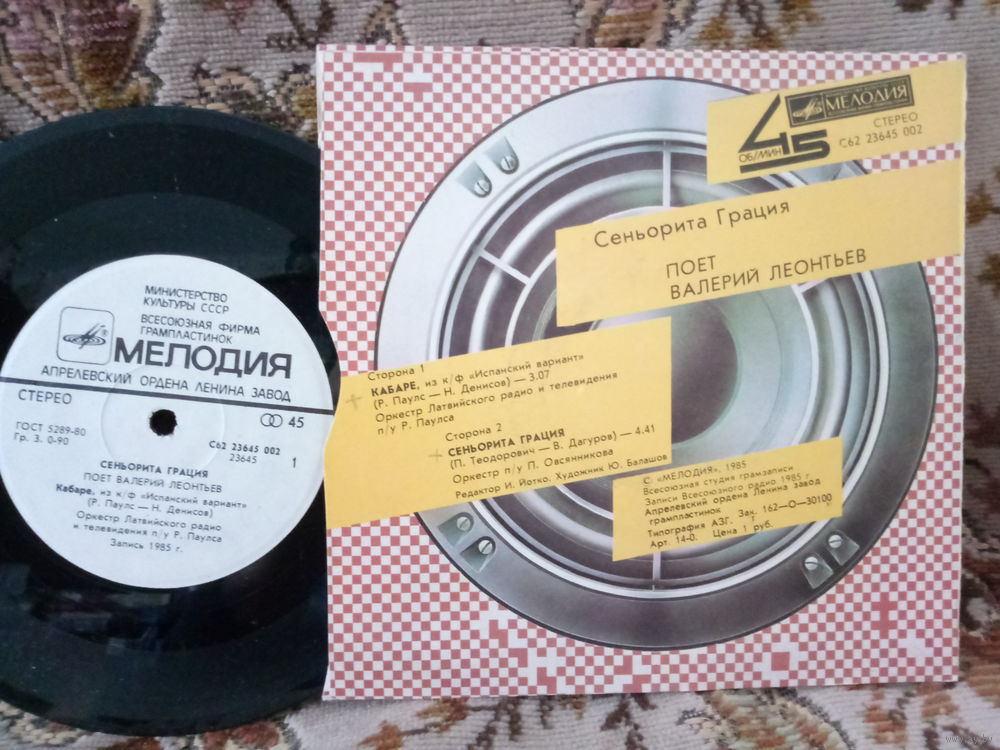 МИНИСТЕРСТВО
КУЛЬТУРЫ СССР
ВСЕСОЮЗНАЯ ФИРМА
ГРАМПЛАСТИНОК
МЕЛОДИЯ
АПРЕЛЕВСКИЙ ОРДЕНА ЛЕНИНА ЗАВОД
СТЕРЕО
45
ГОСТ 5289-80
Гр. 3. 0-90
С62 23645 002
23645
1
СЕНЬОРИТА ГРАЦИЯ
ПОЕТ ВАЛЕРИЙ ЛЕОНТЬЕВ
Кабаре, из к/ф «Испанский вариант»
(Р. Паулс — Н. Денисов)
Оркестр Латвийского радио
и телевидения п/у Р. Паулса
Запись 1985 г.
45
ОБ/МИН
МЕЛОДИЯ
СТЕРЕО
С62 23645 002
Сеньорита Грация
ПОЕТ
ВАЛЕРИЙ ЛЕОНТЬЕВ
Сторона 1
КАБАРЕ, из к/ф «Испанский вариант»
(Р. Паулс — Н. Денисов) — 3.07
Оркестр Латвийского радио и телевидения
п/у Р. Паулса
Сторона 2
СЕНЬОРИТА ГРАЦИЯ
(П. Теодорович — В. Дагуров) — 4.41
Оркестр п/у П. Овсянникова
Редактор И. Йотко. Художник Ю. Балашов
С: «МЕЛОДИЯ», 1985
Всесоюзная студия грамзаписи
Записи Всесоюзного радио 1985 г.
Апрелевский ордена Ленина завод
грампластинок
Типография АЗГ. Зак. 162—О—30100
Арт. 14-0. Цена 1 руб.